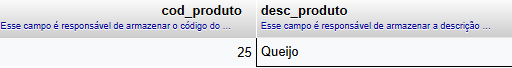 cod_produto desc_produto
Esse campo é responsável de armazenar o código do ... Esse campo é responsável de armazenar a descrição ...
25 Queijo